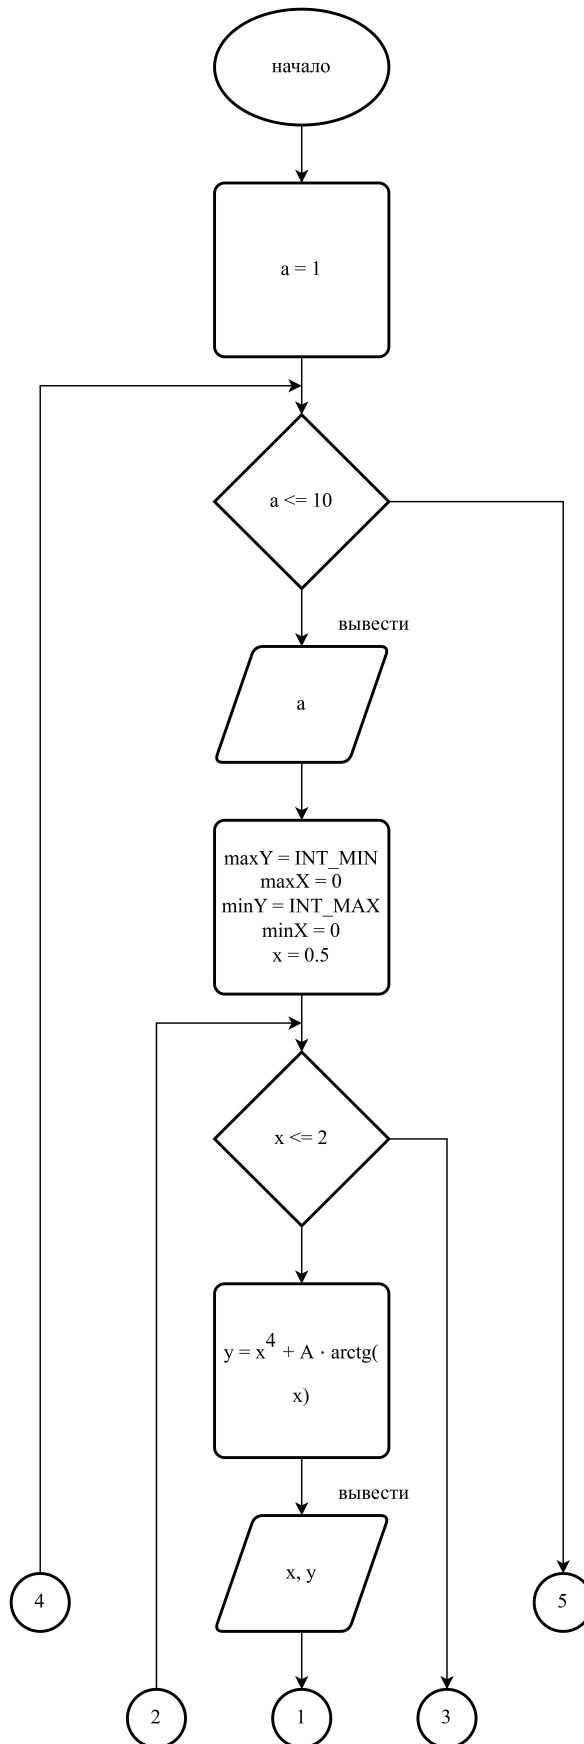 начало
a = 1
a <= 10
вывести
a
maxY = INT_MIN
maxX = 0
minY = INT_MAX
minX = 0
x = 0.5
x <= 2
y = x⁴ + A · arctg(
x)
вывести
x, y
4
5
2
1
3